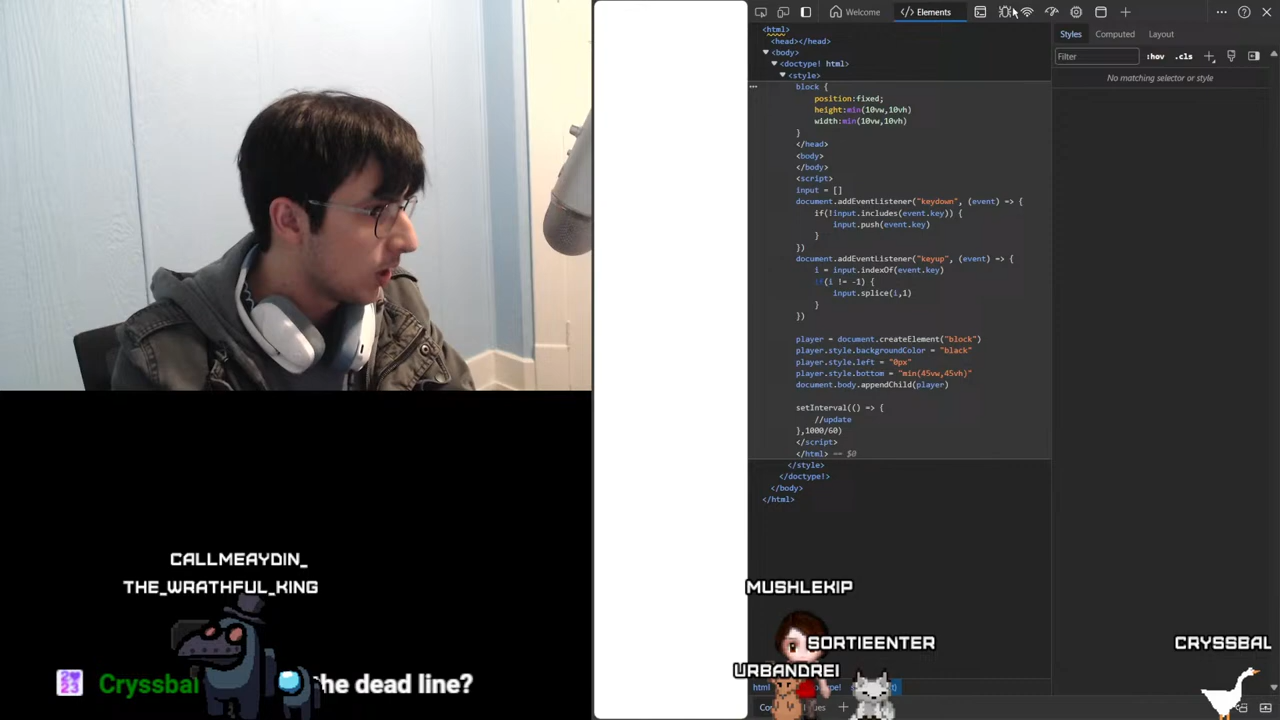 Welcome
</> Elements
<html>
<head></head>
<body>
<doctype! html>
<style>
block {
position:fixed;
height:min(10vw,10vh)
width:min(10vw,10vh)
}
</head>
<body>
</body>
<script>
input = []
document.addEventListener("keydown", (event) => {
if(!input.includes(event.key)) {
input.push(event.key)
}
})
document.addEventListener("keyup", (event) => {
i = input.indexOf(event.key)
if(i != -1) {
input.splice(i,1)
}
})
player = document.createElement("block")
player.style.backgroundColor = "black"
player.style.left = "0px"
player.style.bottom = "min(45vw,45vh)"
document.body.appendChild(player)
setInterval(() => {
//update
},1000/60)
</script>
</html> == $0
</style>
</doctype!>
</body>
</html>
Styles Computed Layout
Filter
:hov .cls
No matching selector or style
CALLMEAYDIN_
THE_WRATHFUL_KING
MUSHLEKIP
SORTIEENTER
URBANDREI
CRYSSBAL
html
Cryssbal he dead line?